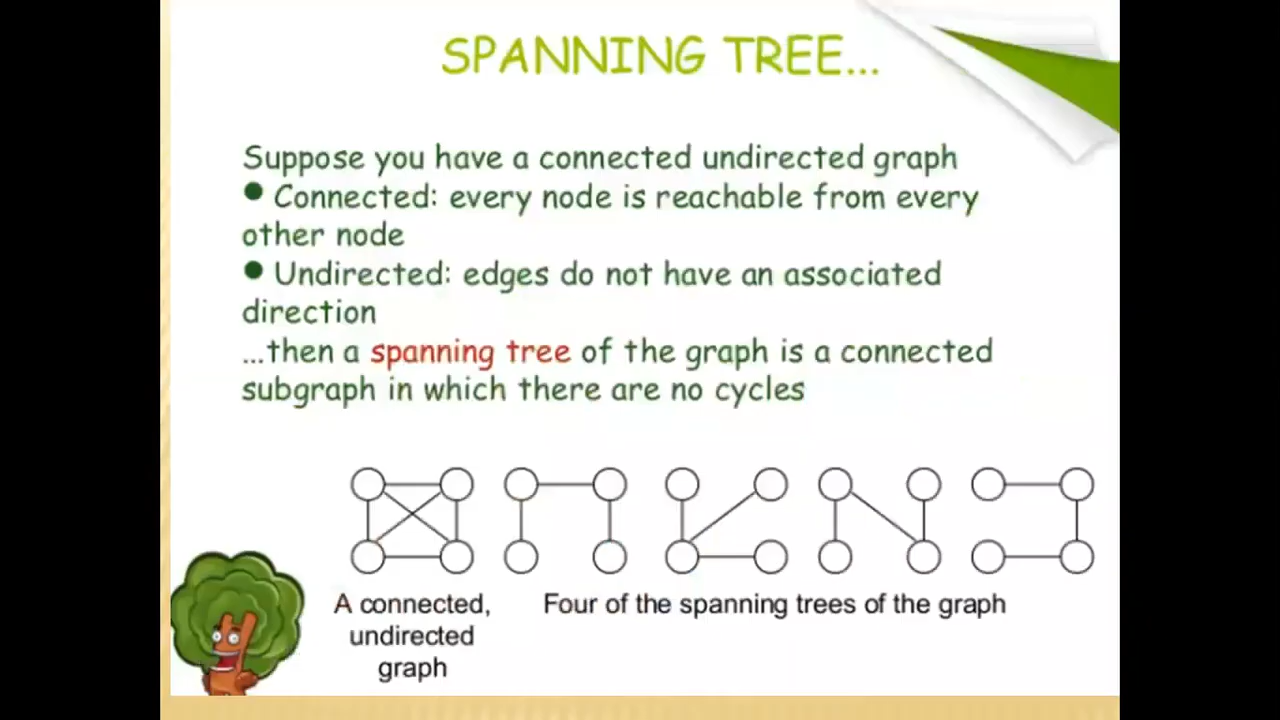 SPANNING TREE...
Suppose you have a connected undirected graph
● Connected: every node is reachable from every
other node
● Undirected: edges do not have an associated
direction
...then a spanning tree of the graph is a connected
subgraph in which there are no cycles
A connected,
undirected
graph
Four of the spanning trees of the graph